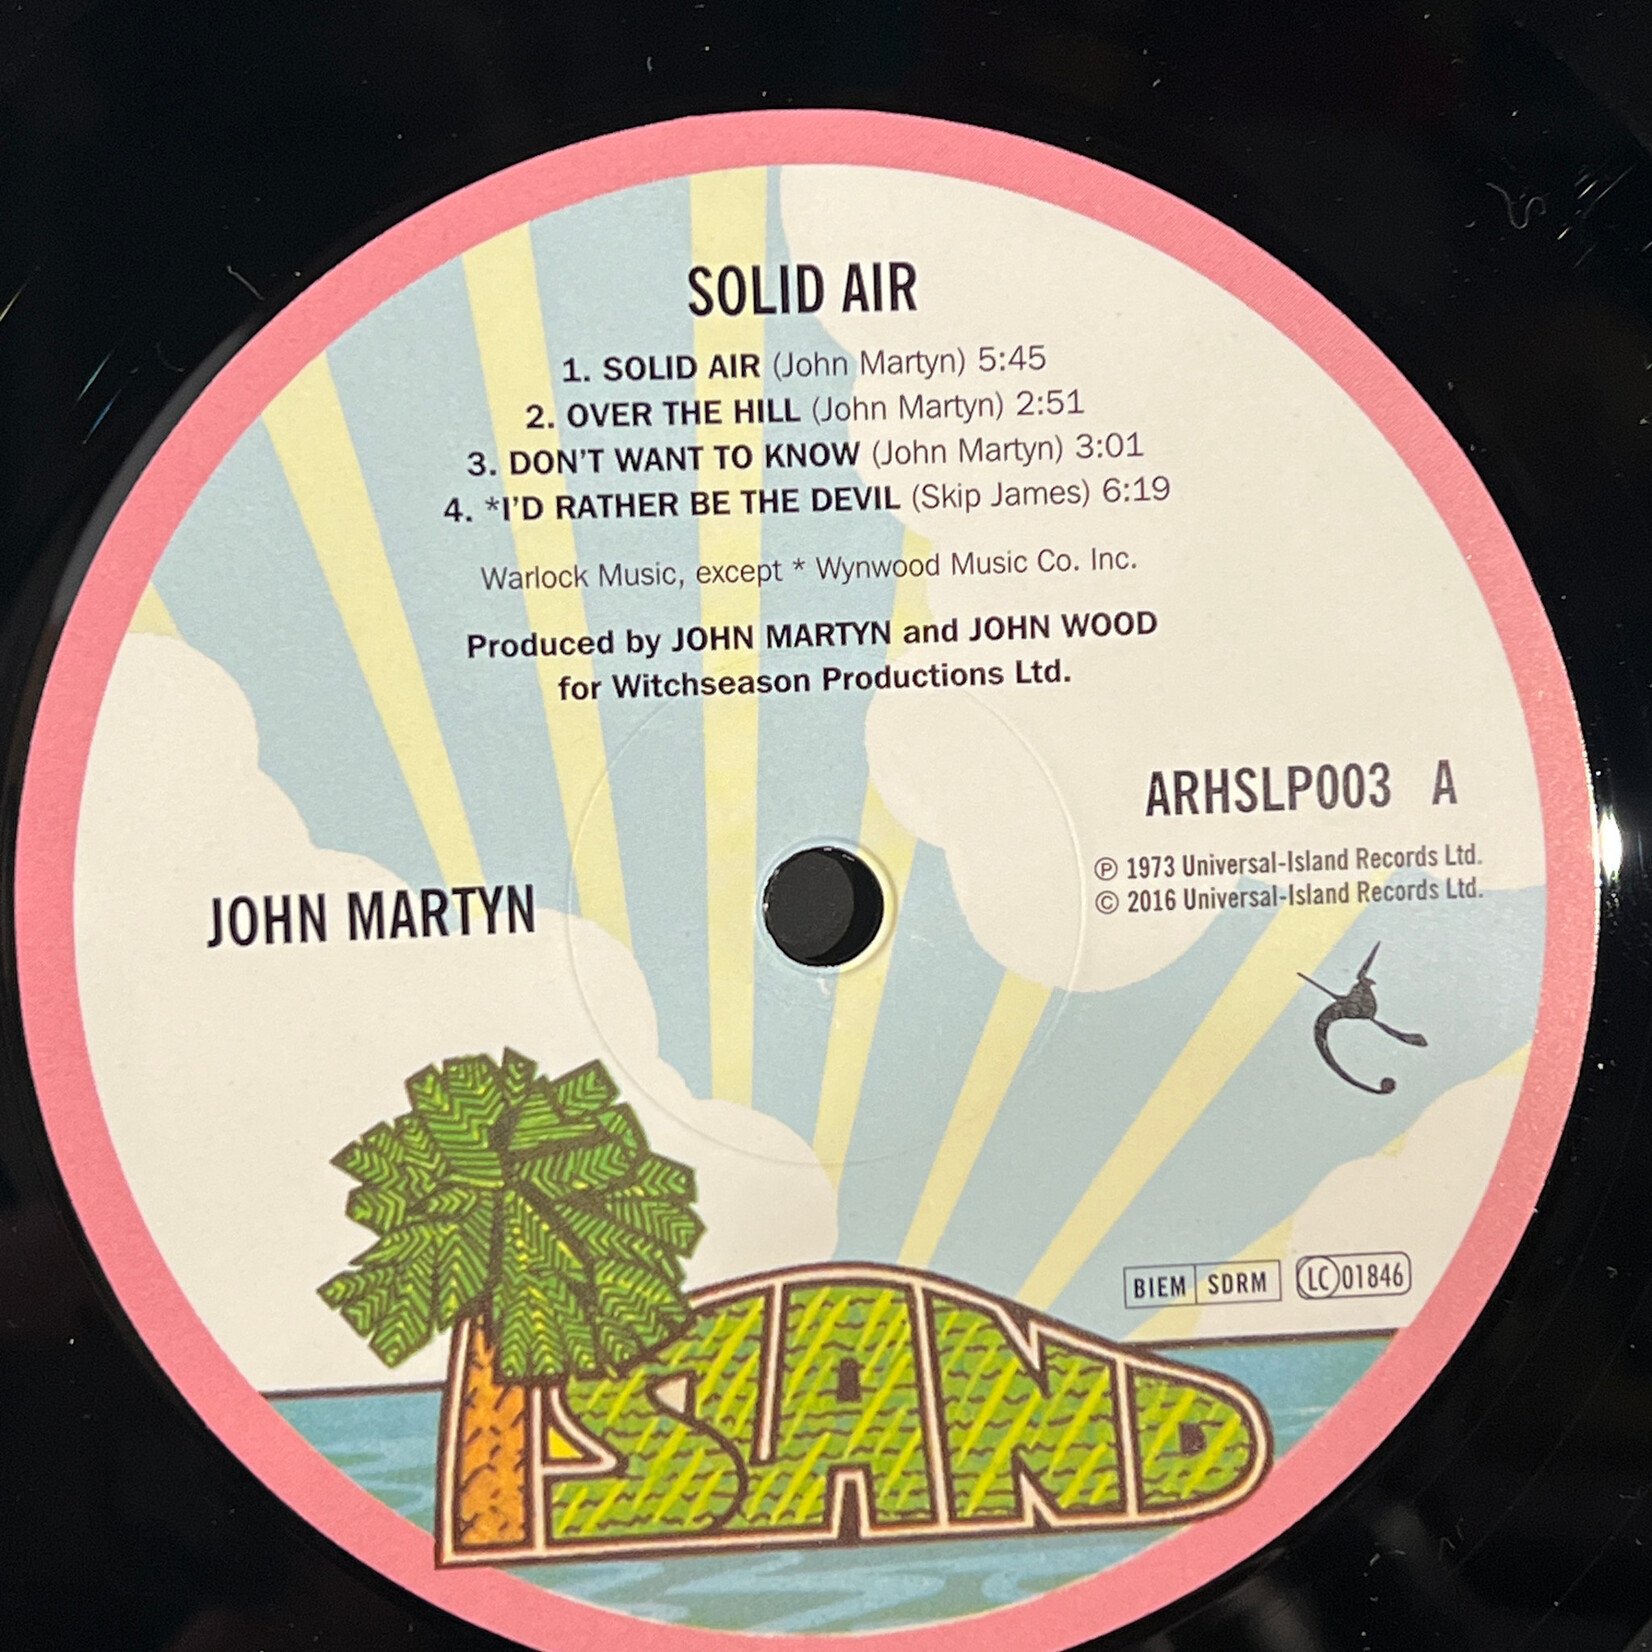 SOLID AIR
1. SOLID AIR (John Martyn) 5:45
2. OVER THE HILL (John Martyn) 2:51
3. DON'T WANT TO KNOW (John Martyn) 3:01
4. *I'D RATHER BE THE DEVIL (Skip James) 6:19
Warlock Music, except * Wynwood Music Co. Inc.
Produced by JOHN MARTYN and JOHN WOOD
for Witchseason Productions Ltd.
ARHSLP003 A
℗ 1973 Universal-Island Records Ltd.
© 2016 Universal-Island Records Ltd.
JOHN MARTYN
BIEM SDRM LC 01846
ISLAND